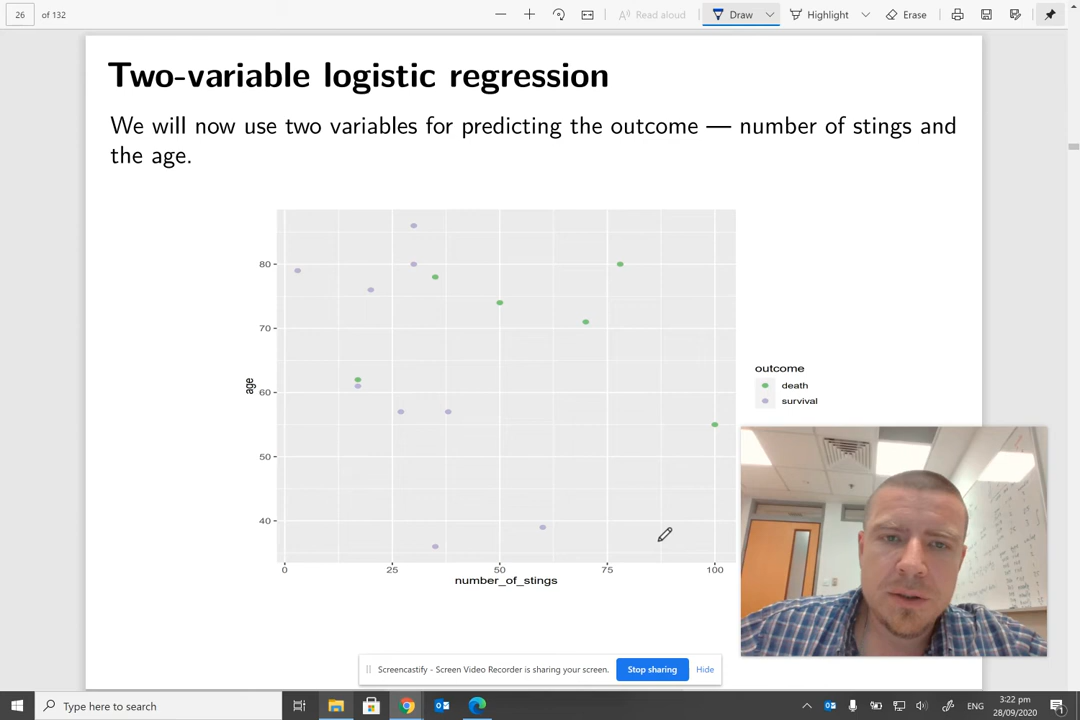 26 of 132 Read aloud Draw Highlight Erase
Two-variable logistic regression
We will now use two variables for predicting the outcome — number of stings and
the age.
80
70
60
50
40
age
0 25 50 75 100
number_of_stings
outcome
death
survival
Screencastify - Screen Video Recorder is sharing your screen. Stop sharing Hide
Type here to search
ENG
3:22 pm
28/09/2020